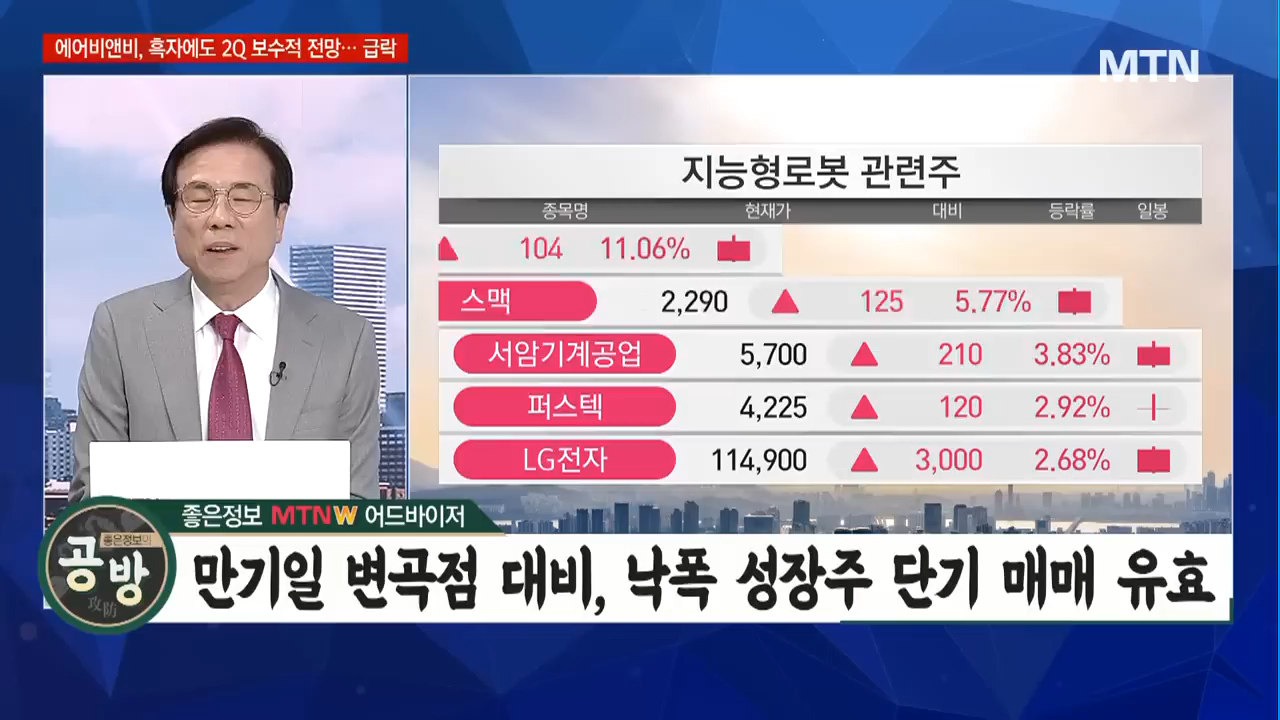 에어비앤비, 흑자에도 2Q 보수적 전망… 급락
MTN
지능형로봇 관련주
종목명 현재가 대비 등락률 일봉
▲ 104 11.06%
스맥 2,290 ▲ 125 5.77%
서암기계공업 5,700 ▲ 210 3.83%
퍼스텍 4,225 ▲ 120 2.92%
LG전자 114,900 ▲ 3,000 2.68%
좋은정보 MTNW 어드바이저
좋은정보의
공방
攻防
만기일 변곡점 대비, 낙폭 성장주 단기 매매 유효